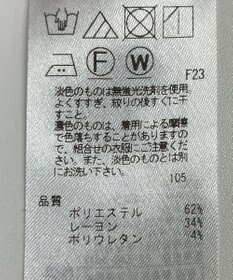 F W
F23
淡色のものは無蛍光洗剤を使用
よくすすぎ、絞りの後すぐに干
すこと。
濃色のものは、着用による摩擦
で色落ちすることがありますの
で、組合せの衣服にご注意くだ
さい。また、淡色のものとは別
にお洗い下さい。
105
品質
ポリエステル 62%
レーヨン 34%
ポリウレタン 4%